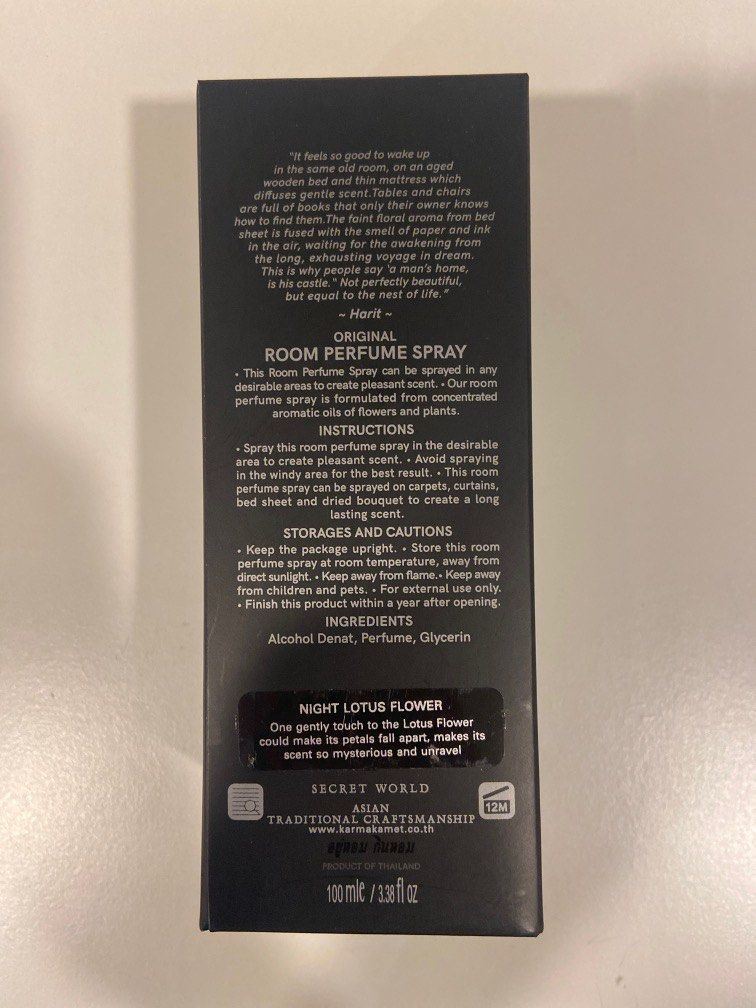 "It feels so good to wake up
in the same old room, on an aged
wooden bed and thin mattress which
diffuses gentle scent.Tables and chairs
are full of books that only their owner knows
how to find them.The faint floral aroma from bed
sheet is fused with the smell of paper and ink
in the air, waiting for the awakening from
the long, exhausting voyage in dream.
This is why people say 'a man's home,
is his castle." Not perfectly beautiful,
but equal to the nest of life."
~ Harit ~
ORIGINAL
ROOM PERFUME SPRAY
• This Room Perfume Spray can be sprayed in any
desirable areas to create pleasant scent. • Our room
perfume spray is formulated from concentrated
aromatic oils of flowers and plants.
INSTRUCTIONS
• Spray this room perfume spray in the desirable
area to create pleasant scent. • Avoid spraying
in the windy area for the best result. • This room
perfume spray can be sprayed on carpets, curtains,
bed sheet and dried bouquet to create a long
lasting scent.
STORAGES AND CAUTIONS
• Keep the package upright. • Store this room
perfume spray at room temperature, away from
direct sunlight. • Keep away from flame.• Keep away
from children and pets. • For external use only.
• Finish this product within a year after opening.
INGREDIENTS
Alcohol Denat, Perfume, Glycerin
NIGHT LOTUS FLOWER
One gently touch to the Lotus Flower
could make its petals fall apart, makes its
scent so mysterious and unravel
SECRET WORLD
ASIAN
TRADITIONAL CRAFTSMANSHIP
12M
www.karmakamet.co.th
อยู่หอม กินหอม
PRODUCT OF THAILAND
100 mle / 3.38 fl oz